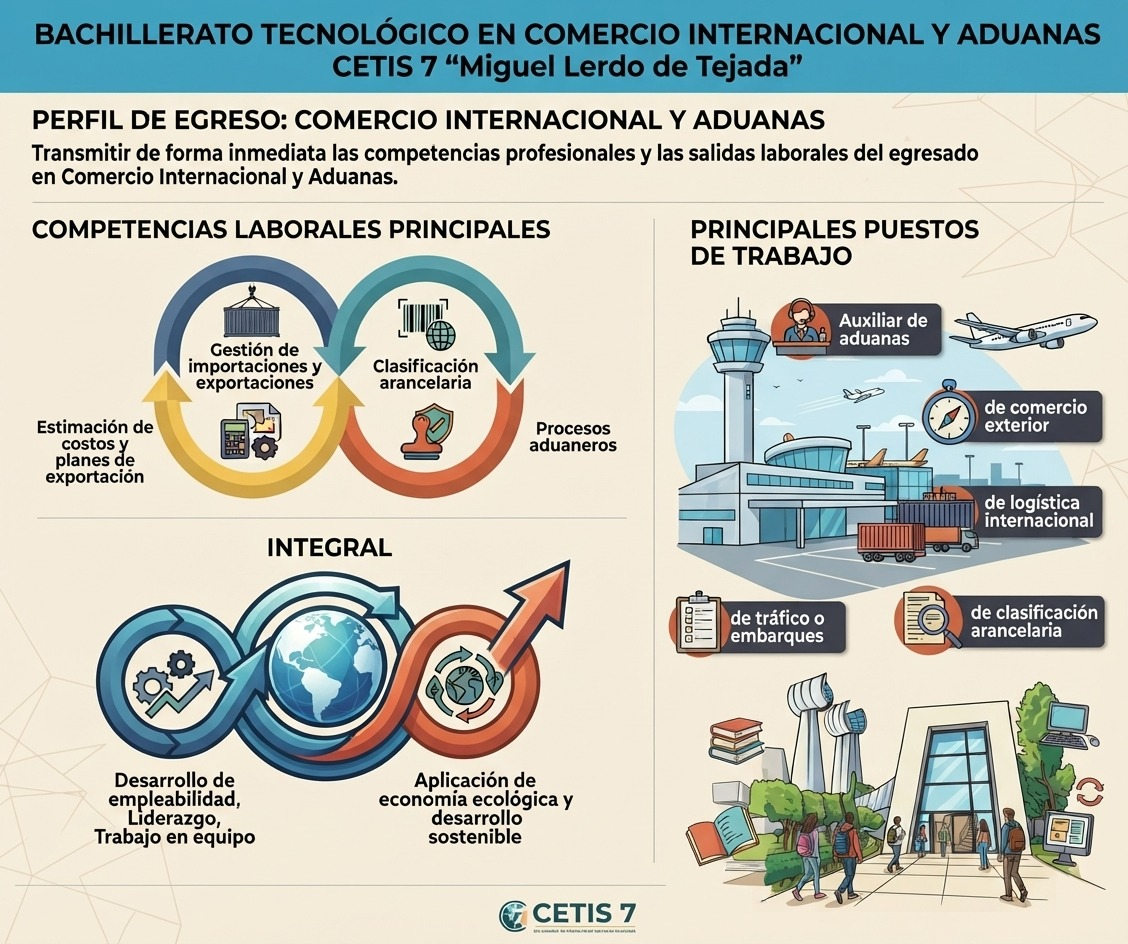 BACHILLERATO TECNOLÓGICO EN COMERCIO INTERNACIONAL Y ADUANAS
CETIS 7 “Miguel Lerdo de Tejada”
PERFIL DE EGRESO: COMERCIO INTERNACIONAL Y ADUANAS
Transmitir de forma inmediata las competencias profesionales y las salidas laborales del egresado
en Comercio Internacional y Aduanas.
COMPETENCIAS LABORALES PRINCIPALES
Gestión de
importaciones y
exportaciones
Clasificación
arancelaria
Estimación de
costos y
planes de
exportación
Procesos
aduaneros
INTEGRAL
Desarrollo de
empleabilidad,
Liderazgo,
Trabajo en equipo
Aplicación de
economía ecológica y
desarrollo
sostenible
PRINCIPALES PUESTOS
DE TRABAJO
Auxiliar de
aduanas
de comercio
exterior
de logística
internacional
de tráfico o
embarques
de clasificación
arancelaria
CETIS 7